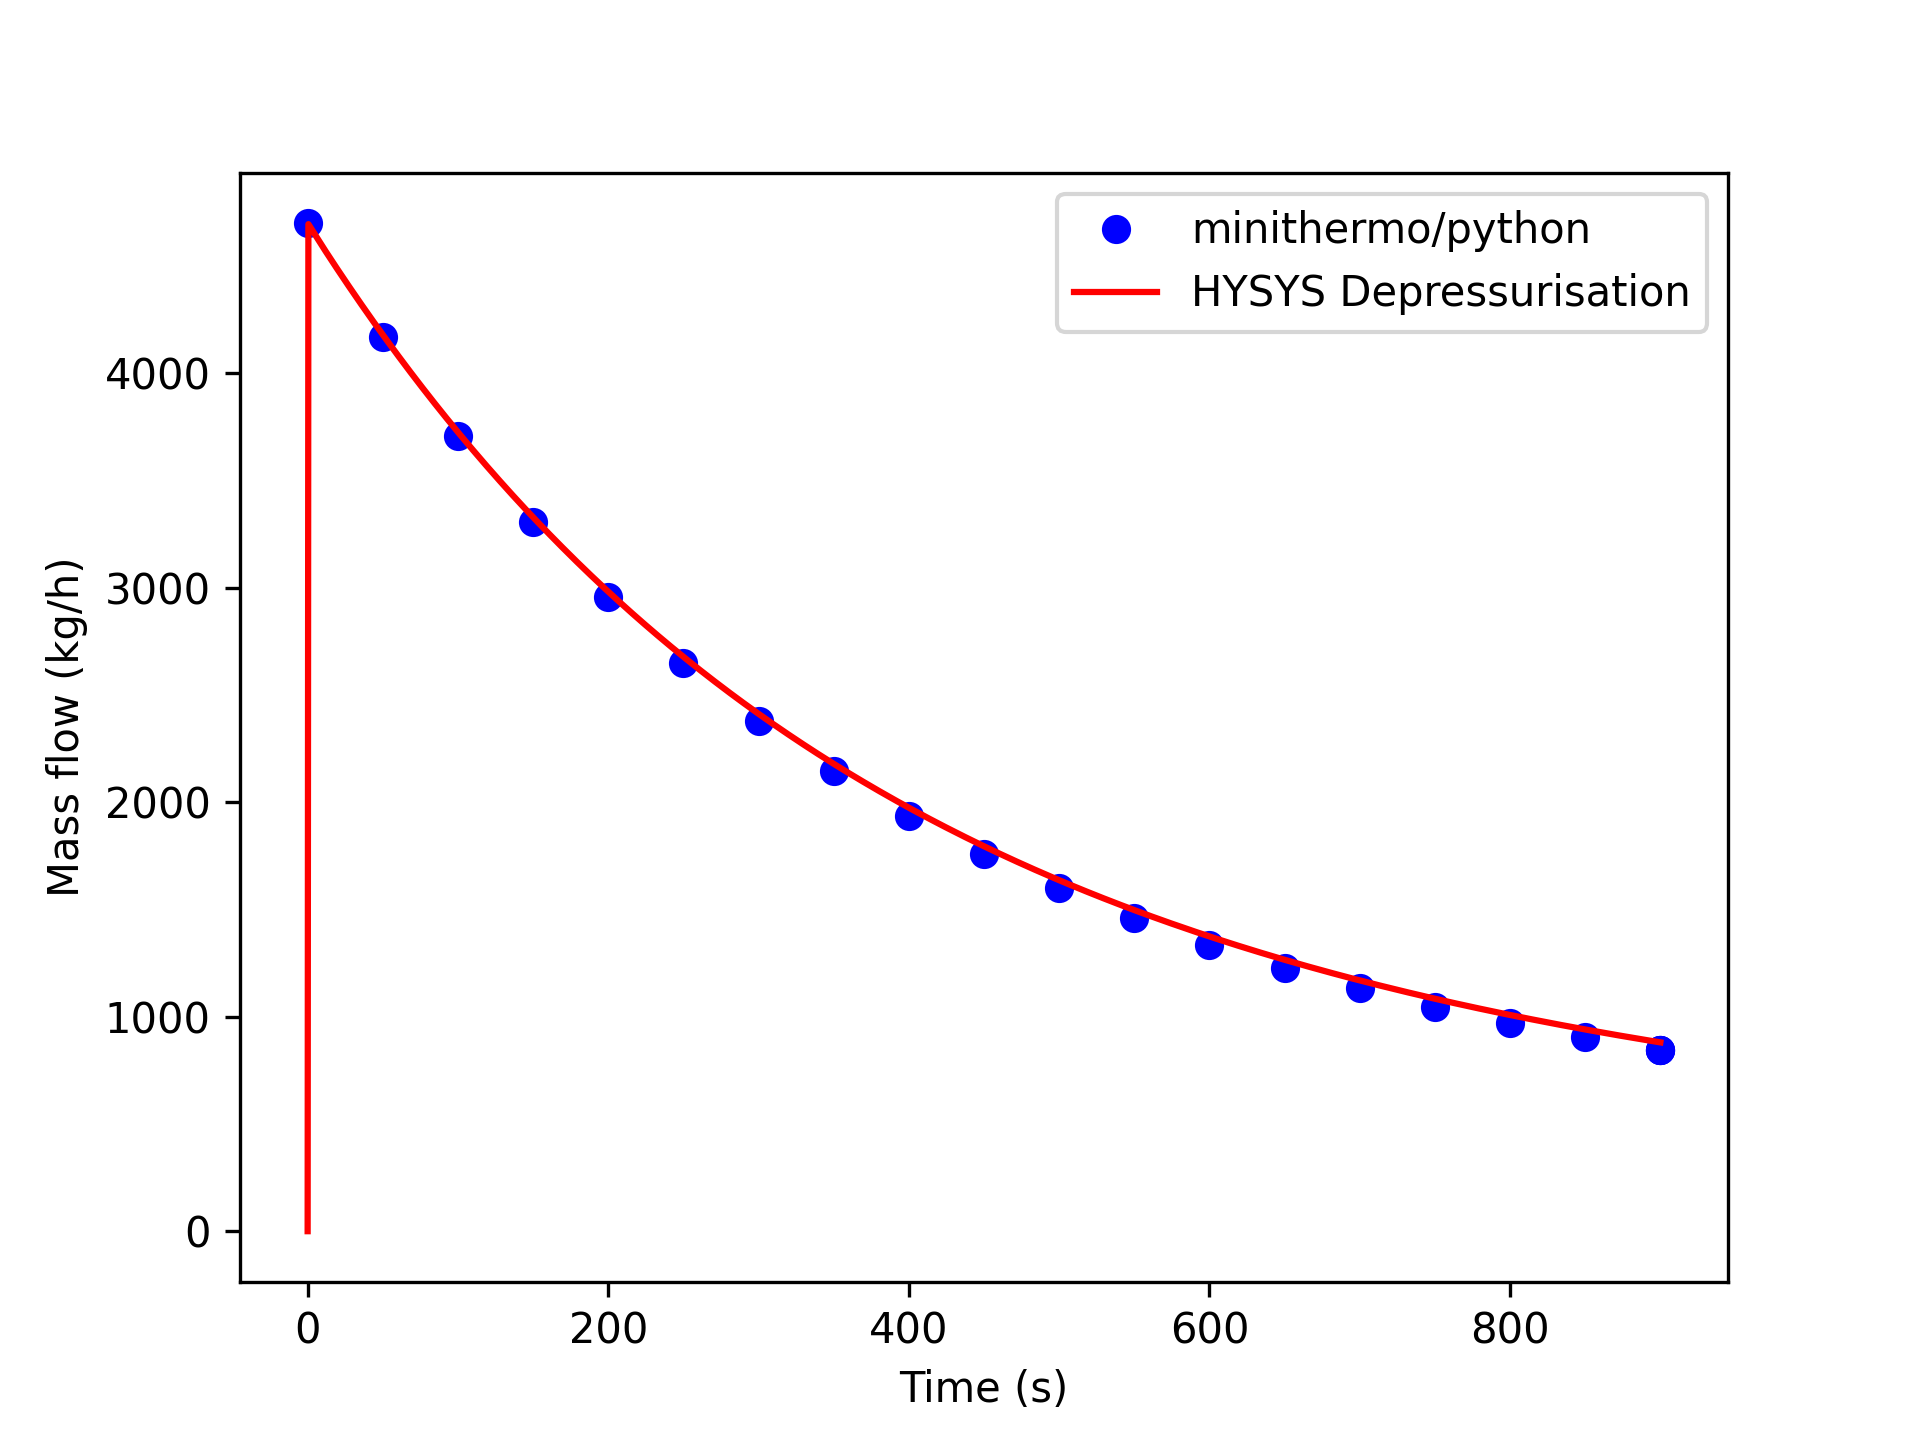 minithermo/python
HYSYS Depressurisation
Mass flow (kg/h)
4000
3000
2000
1000
0
0 200 400 600 800
Time (s)